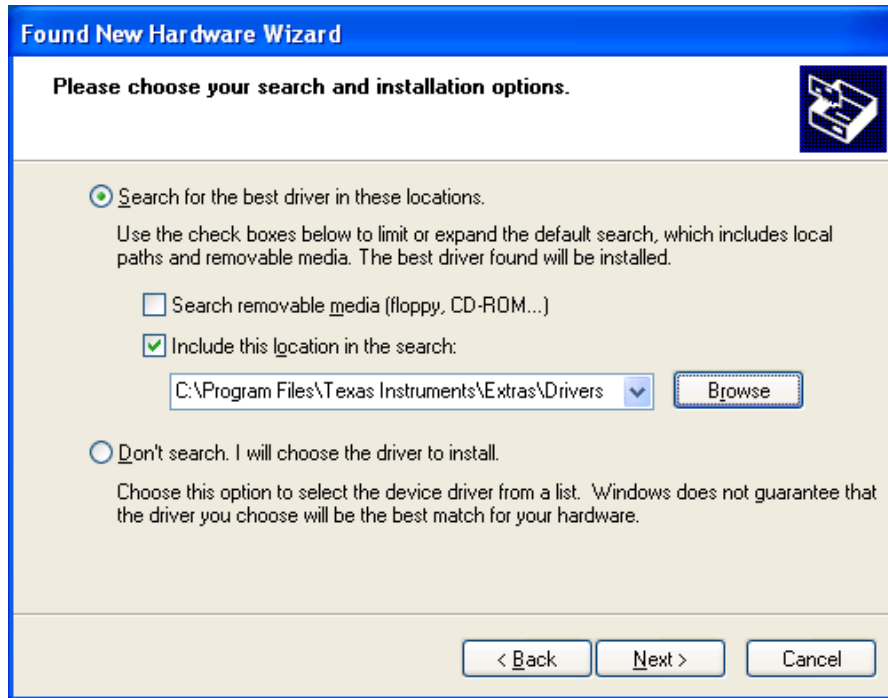 Found New Hardware Wizard
Please choose your search and installation options.
Search for the best driver in these locations.
Use the check boxes below to limit or expand the default search, which includes local
paths and removable media. The best driver found will be installed.
Search removable media (floppy, CD-ROM...)
Include this location in the search:
C:\Program Files\Texas Instruments\Extras\Drivers
Browse
Don't search. I will choose the driver to install.
Choose this option to select the device driver from a list. Windows does not guarantee that
the driver you choose will be the best match for your hardware.
< Back Next > Cancel